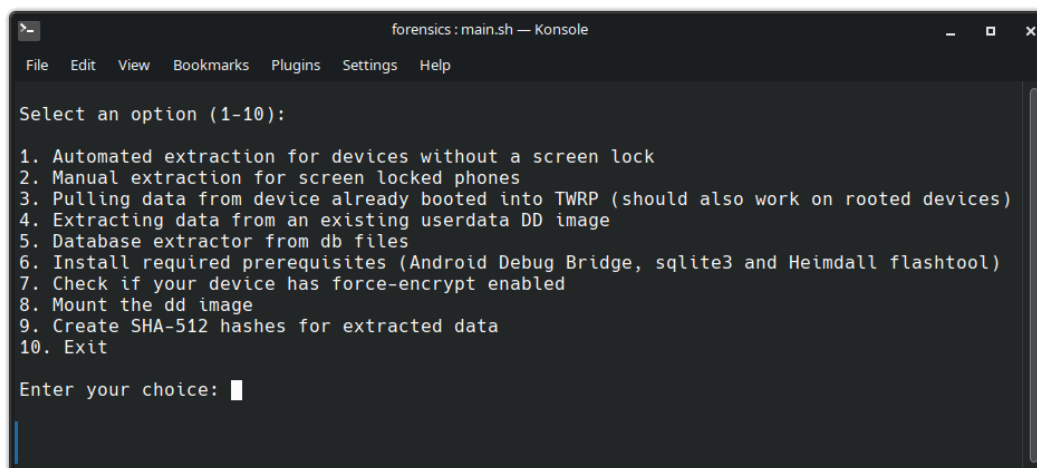 forensics : main.sh — Konsole
File Edit View Bookmarks Plugins Settings Help
Select an option (1-10):
1. Automated extraction for devices without a screen lock
2. Manual extraction for screen locked phones
3. Pulling data from device already booted into TWRP (should also work on rooted devices)
4. Extracting data from an existing userdata DD image
5. Database extractor from db files
6. Install required prerequisites (Android Debug Bridge, sqlite3 and Heimdall flashtool)
7. Check if your device has force-encrypt enabled
8. Mount the dd image
9. Create SHA-512 hashes for extracted data
10. Exit
Enter your choice: